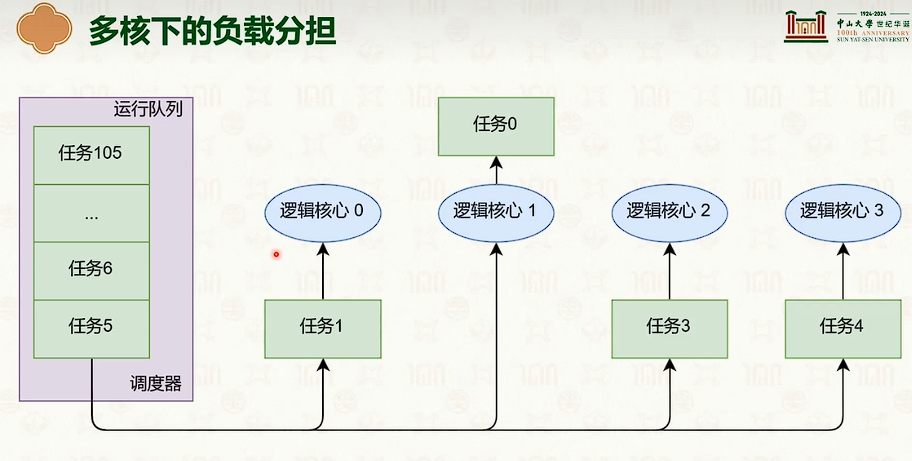 多核下的负载分担
1924-2024
中山大学 世纪华诞
100th ANNIVERSARY
SUN YAT-SEN UNIVERSITY
运行队列
任务105
...
任务6
任务5
调度器
任务0
逻辑核心 0
逻辑核心 1
逻辑核心 2
逻辑核心 3
任务1
任务3
任务4